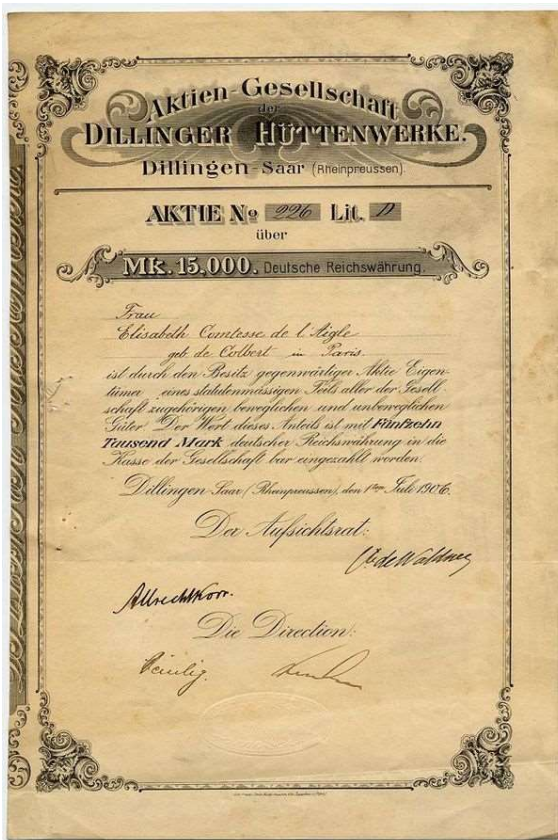 Aktien-Gesellschaft
der
DILLINGER HÜTTENWERKE.
Dillingen-Saar (Rheinpreussen).
AKTIE No 226 Lit. D
über
MK. 15,000. Deutsche Reichswährung.
Frau
Elisabeth Comtesse de l'Aigle
geb. de Colbert in Paris
ist durch den Besitz gegenwärtiger Aktie Eigen-
tümer eines statutenmässigen Teils aller der Gesell-
schaft zugehörigen beweglichen und unbeweglichen
Güter. Der Wert dieses Anteils ist mit Fünfzehn
Tausend Mark deutscher Reichswährung in die
Kasse der Gesellschaft bar eingezahlt worden.
Dillingen-Saar (Rheinpreussen), den 1ten Juli 1906.
Der Aufsichtsrat:
de Waldner
Die Direction: